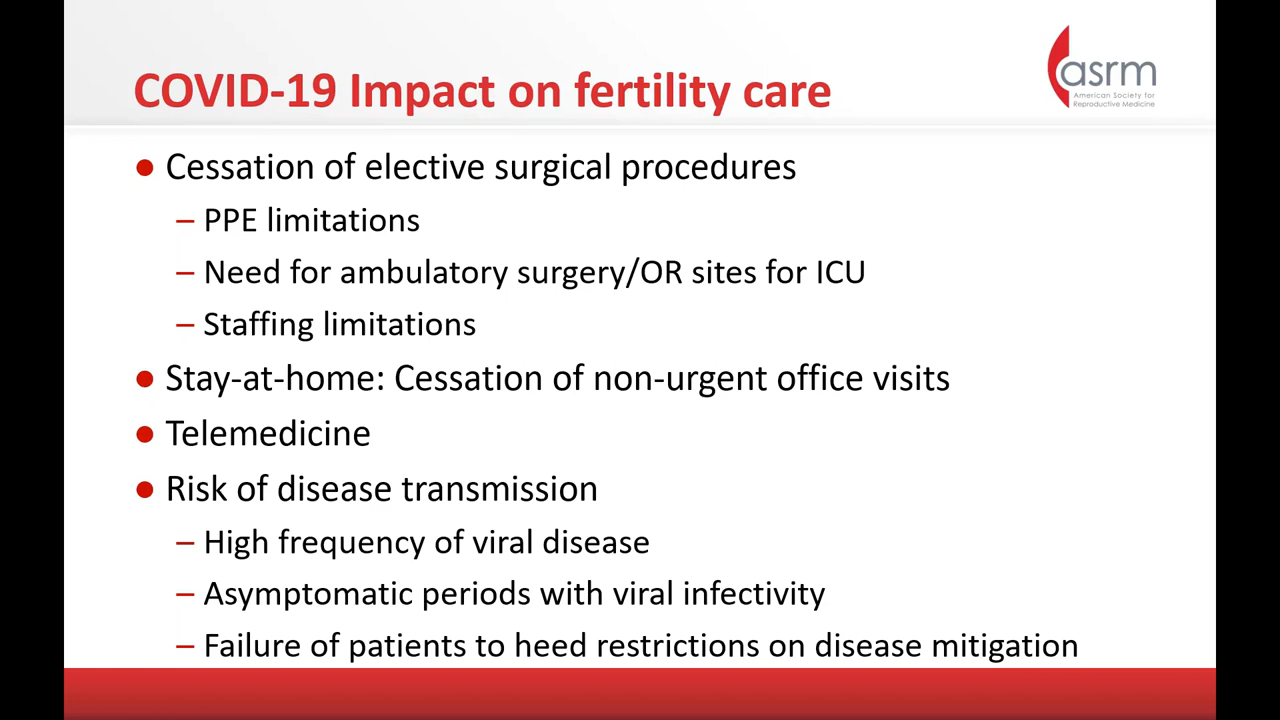 COVID-19 Impact on fertility care
asrm
American Society for
Reproductive Medicine
● Cessation of elective surgical procedures
– PPE limitations
– Need for ambulatory surgery/OR sites for ICU
– Staffing limitations
● Stay-at-home: Cessation of non-urgent office visits
● Telemedicine
● Risk of disease transmission
– High frequency of viral disease
– Asymptomatic periods with viral infectivity
– Failure of patients to heed restrictions on disease mitigation